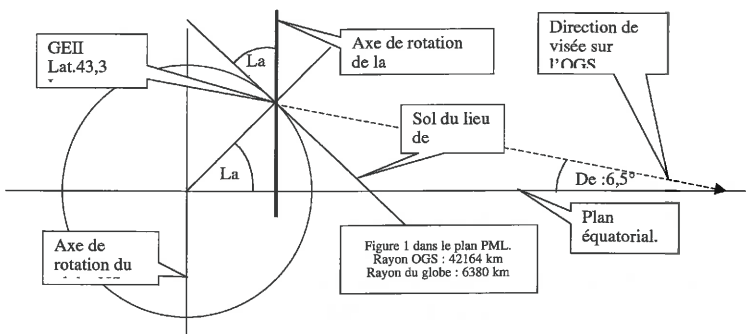 GEII
Lat.43,3
La
Axe de rotation
de la
Direction de
visée sur
l'OGS
Sol du lieu
de
La
De :6,5°
Plan
équatorial.
Axe de
rotation du
Figure 1 dans le plan PML.
Rayon OGS : 42164 km
Rayon du globe : 6380 km